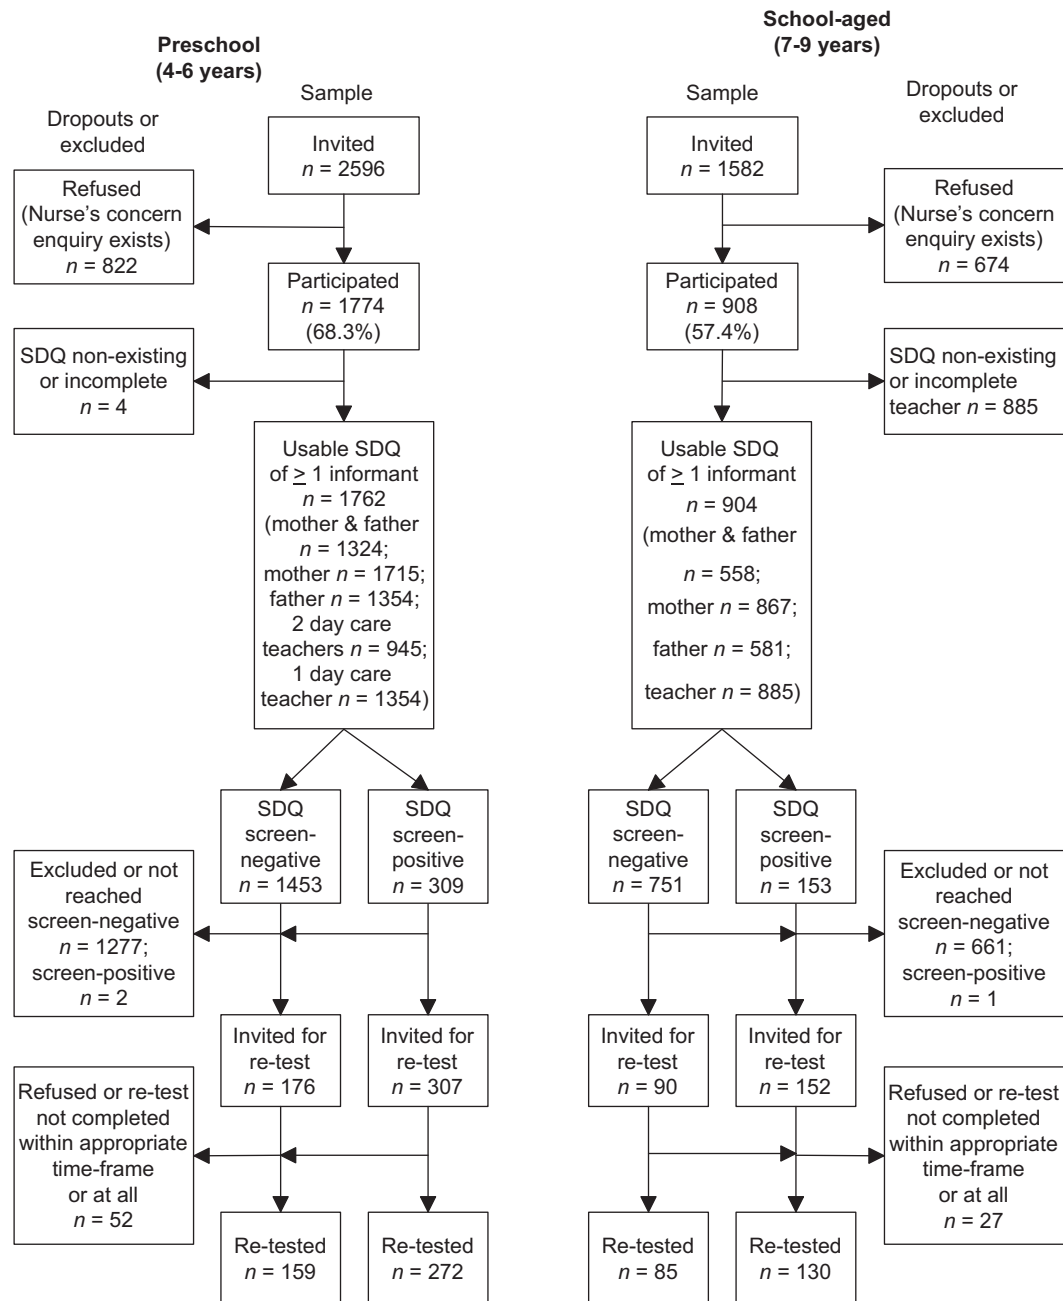 Preschool
(4-6 years)
Dropouts or
excluded
Sample
Invited
n = 2596
Refused
(Nurse's concern
enquiry exists)
n = 822
Participated
n = 1774
(68.3%)
SDQ non-existing
or incomplete
n = 4
Usable SDQ
of ≥ 1 informant
n = 1762
(mother & father
n = 1324;
mother n = 1715;
father n = 1354;
2 day care
teachers n = 945;
1 day care
teacher n = 1354)
SDQ
screen-
negative
n = 1453
SDQ
screen-
positive
n = 309
Excluded or not
reached
screen-negative
n = 1277;
screen-positive
n = 2
Invited for
re-test
n = 176
Invited for
re-test
n = 307
Refused or re-test
not completed
within appropriate
time-frame
or at all
n = 52
Re-tested
n = 159
Re-tested
n = 272
School-aged
(7-9 years)
Sample
Dropouts or
excluded
Invited
n = 1582
Refused
(Nurse's concern
enquiry exists)
n = 674
Participated
n = 908
(57.4%)
SDQ non-existing
or incomplete
teacher n = 885
Usable SDQ
of ≥ 1 informant
n = 904
(mother & father
n = 558;
mother n = 867;
father n = 581;
teacher n = 885)
SDQ
screen-
negative
n = 751
SDQ
screen-
positive
n = 153
Excluded or not
reached
screen-negative
n = 661;
screen-positive
n = 1
Invited for
re-test
n = 90
Invited for
re-test
n = 152
Refused or re-test
not completed
within appropriate
time-frame
or at all
n = 27
Re-tested
n = 85
Re-tested
n = 130